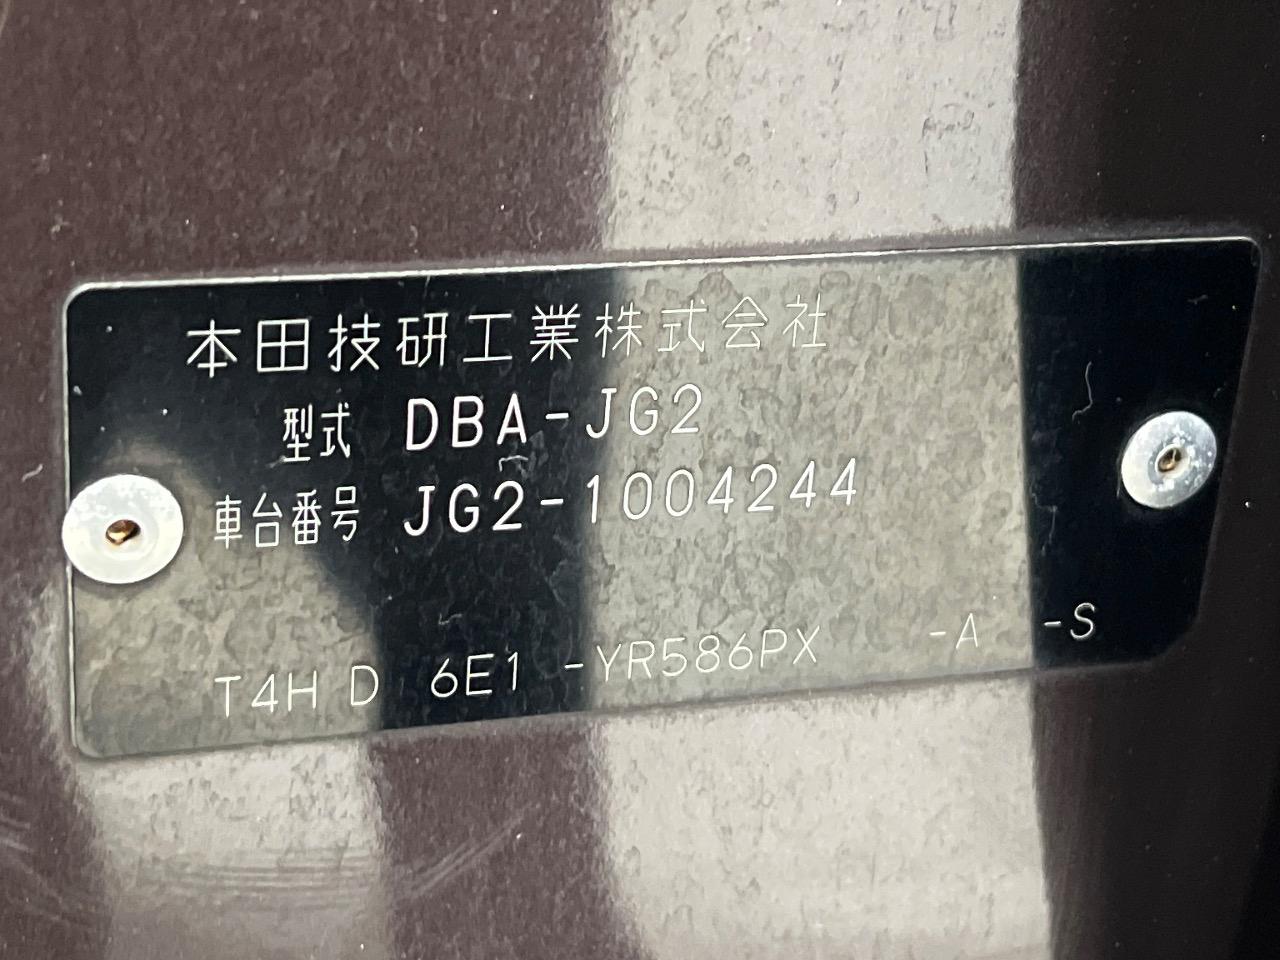 本田技研工業株式会社
型式 DBA-JG2
車台番号 JG2-1004244
T4H D 6E1 -YR586PX -A -S